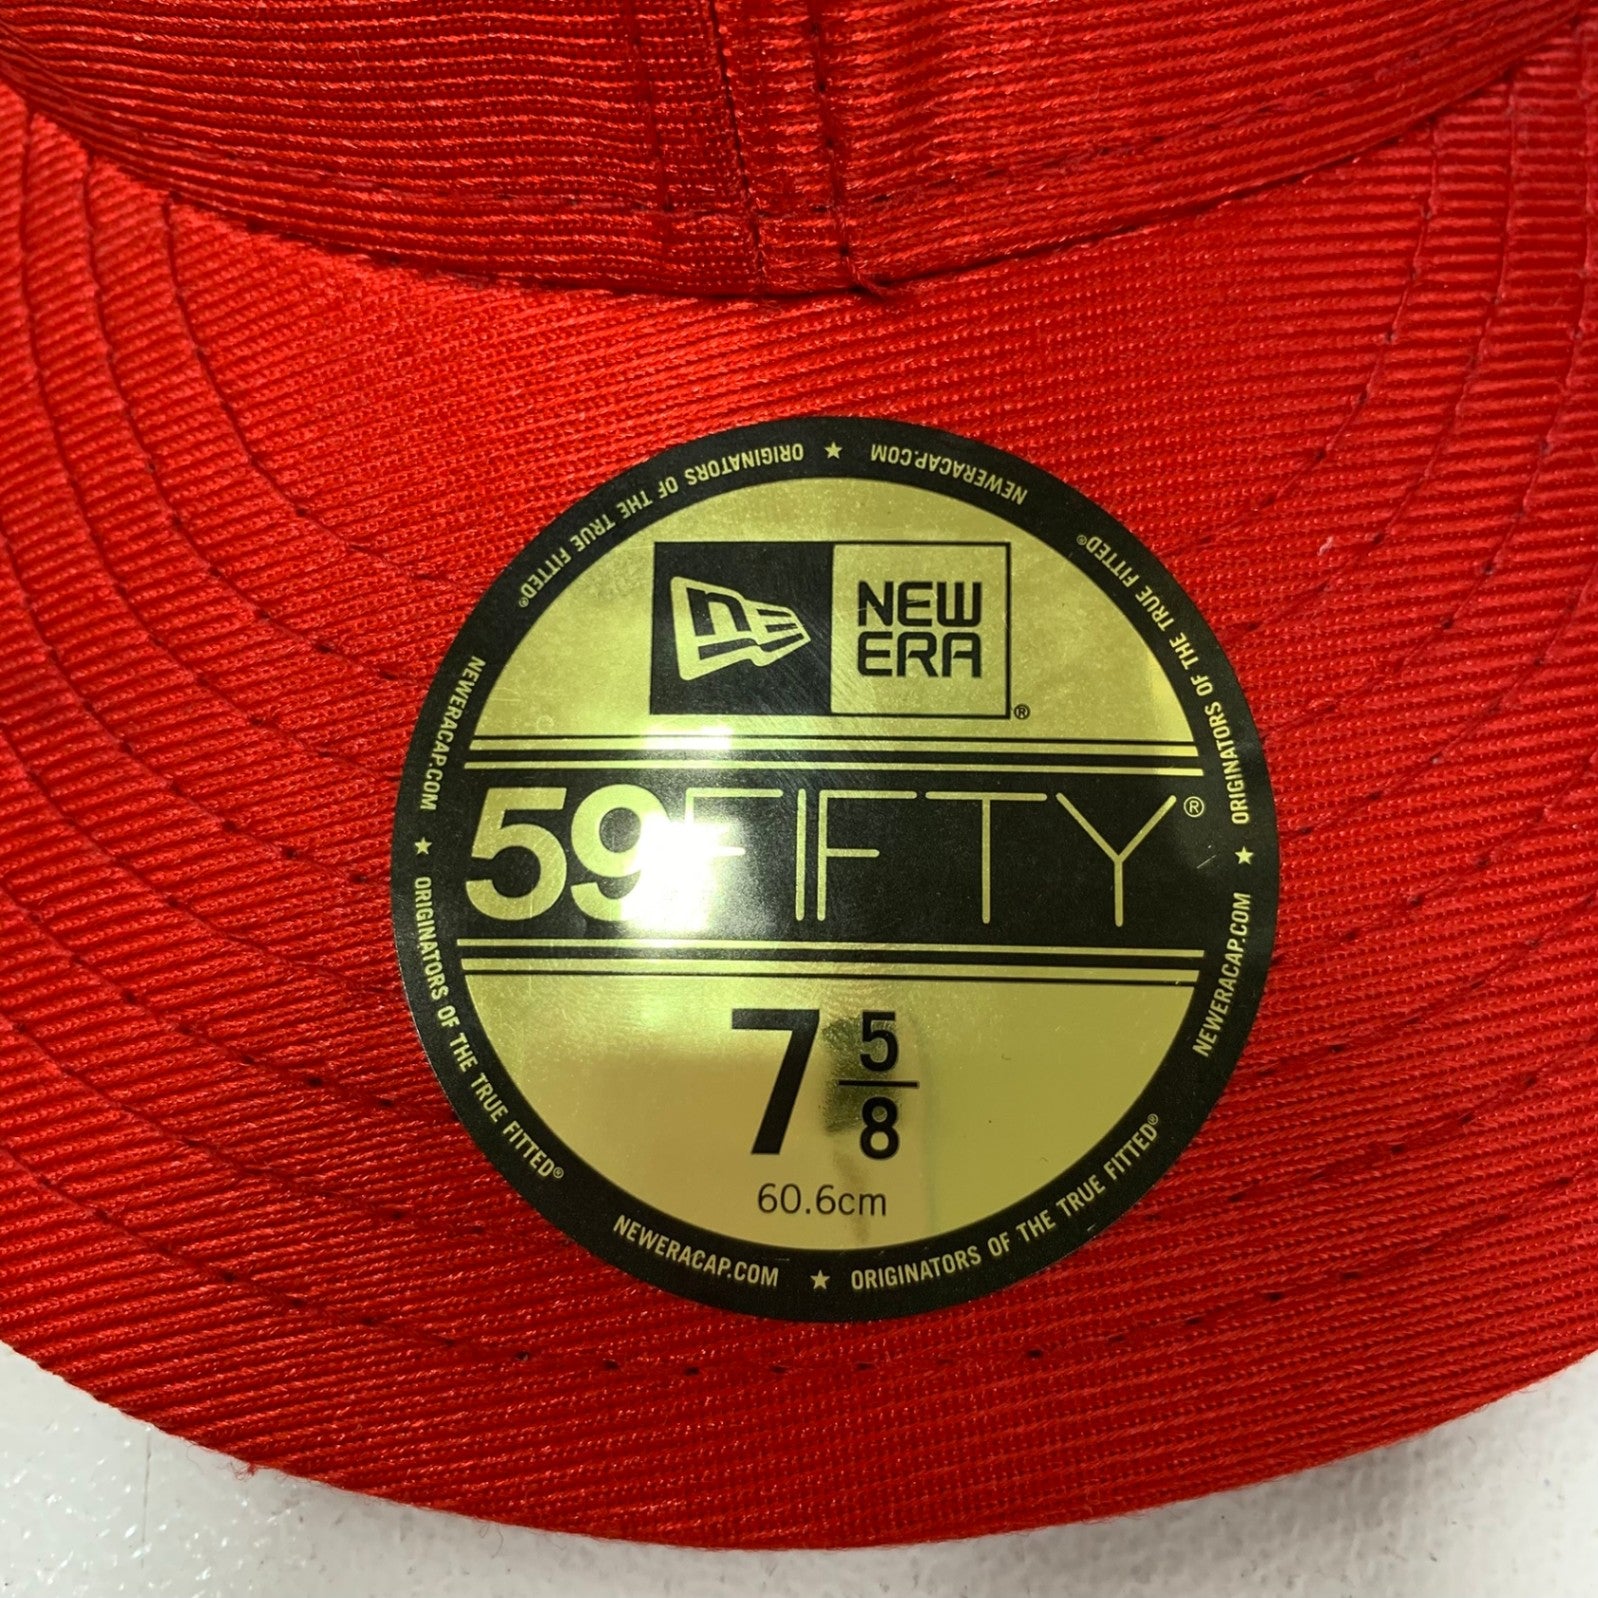 NE
NEW
ERA®
59FIFTY®
7 5/8
60.6cm
NEWERACAP.COM ★ ORIGINATORS OF THE TRUE FITTED®
NEWERACAP.COM ★ ORIGINATORS OF THE TRUE FITTED®
NEWERACAP.COM ★ ORIGINATORS OF THE TRUE FITTED®
NEWERACAP.COM ★ ORIGINATORS OF THE TRUE FITTED®